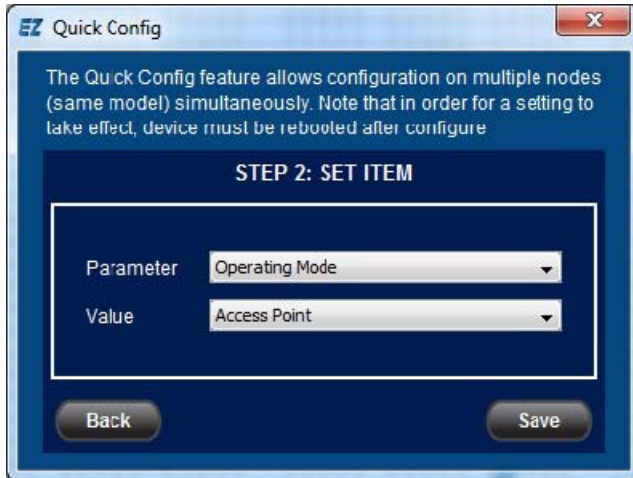 EZ Quick Config
The Quick Config feature allows configuration on multiple nodes
(same model) simultaneously. Note that in order for a setting to
take effect, device must be rebooted after configure
STEP 2: SET ITEM
Parameter Operating Mode
Value Access Point
Back Save